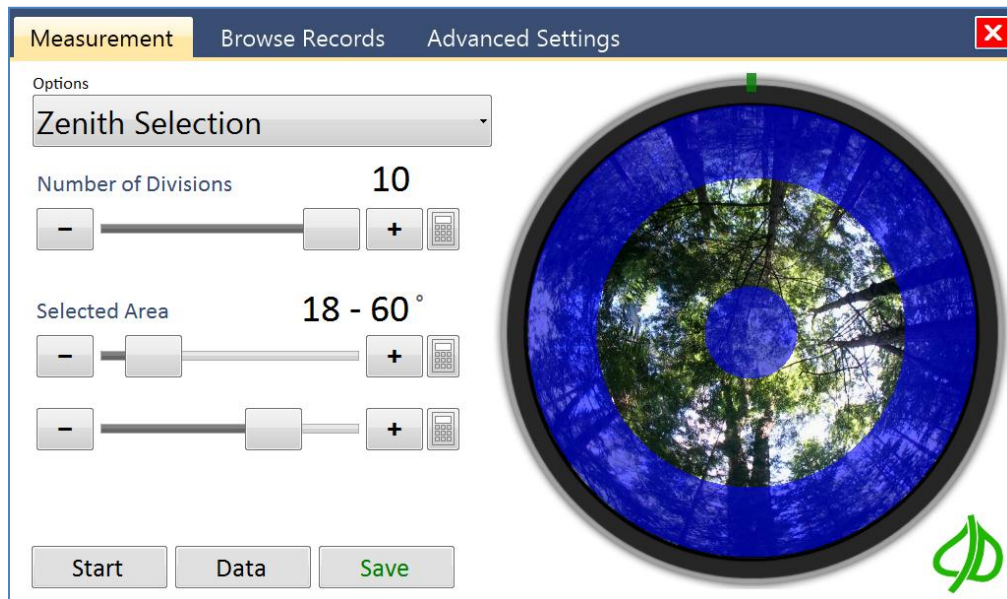 Measurement Browse Records Advanced Settings
Options
Zenith Selection
Number of Divisions 10
- +
Selected Area 18 - 60°
- +
- +
Start Data Save